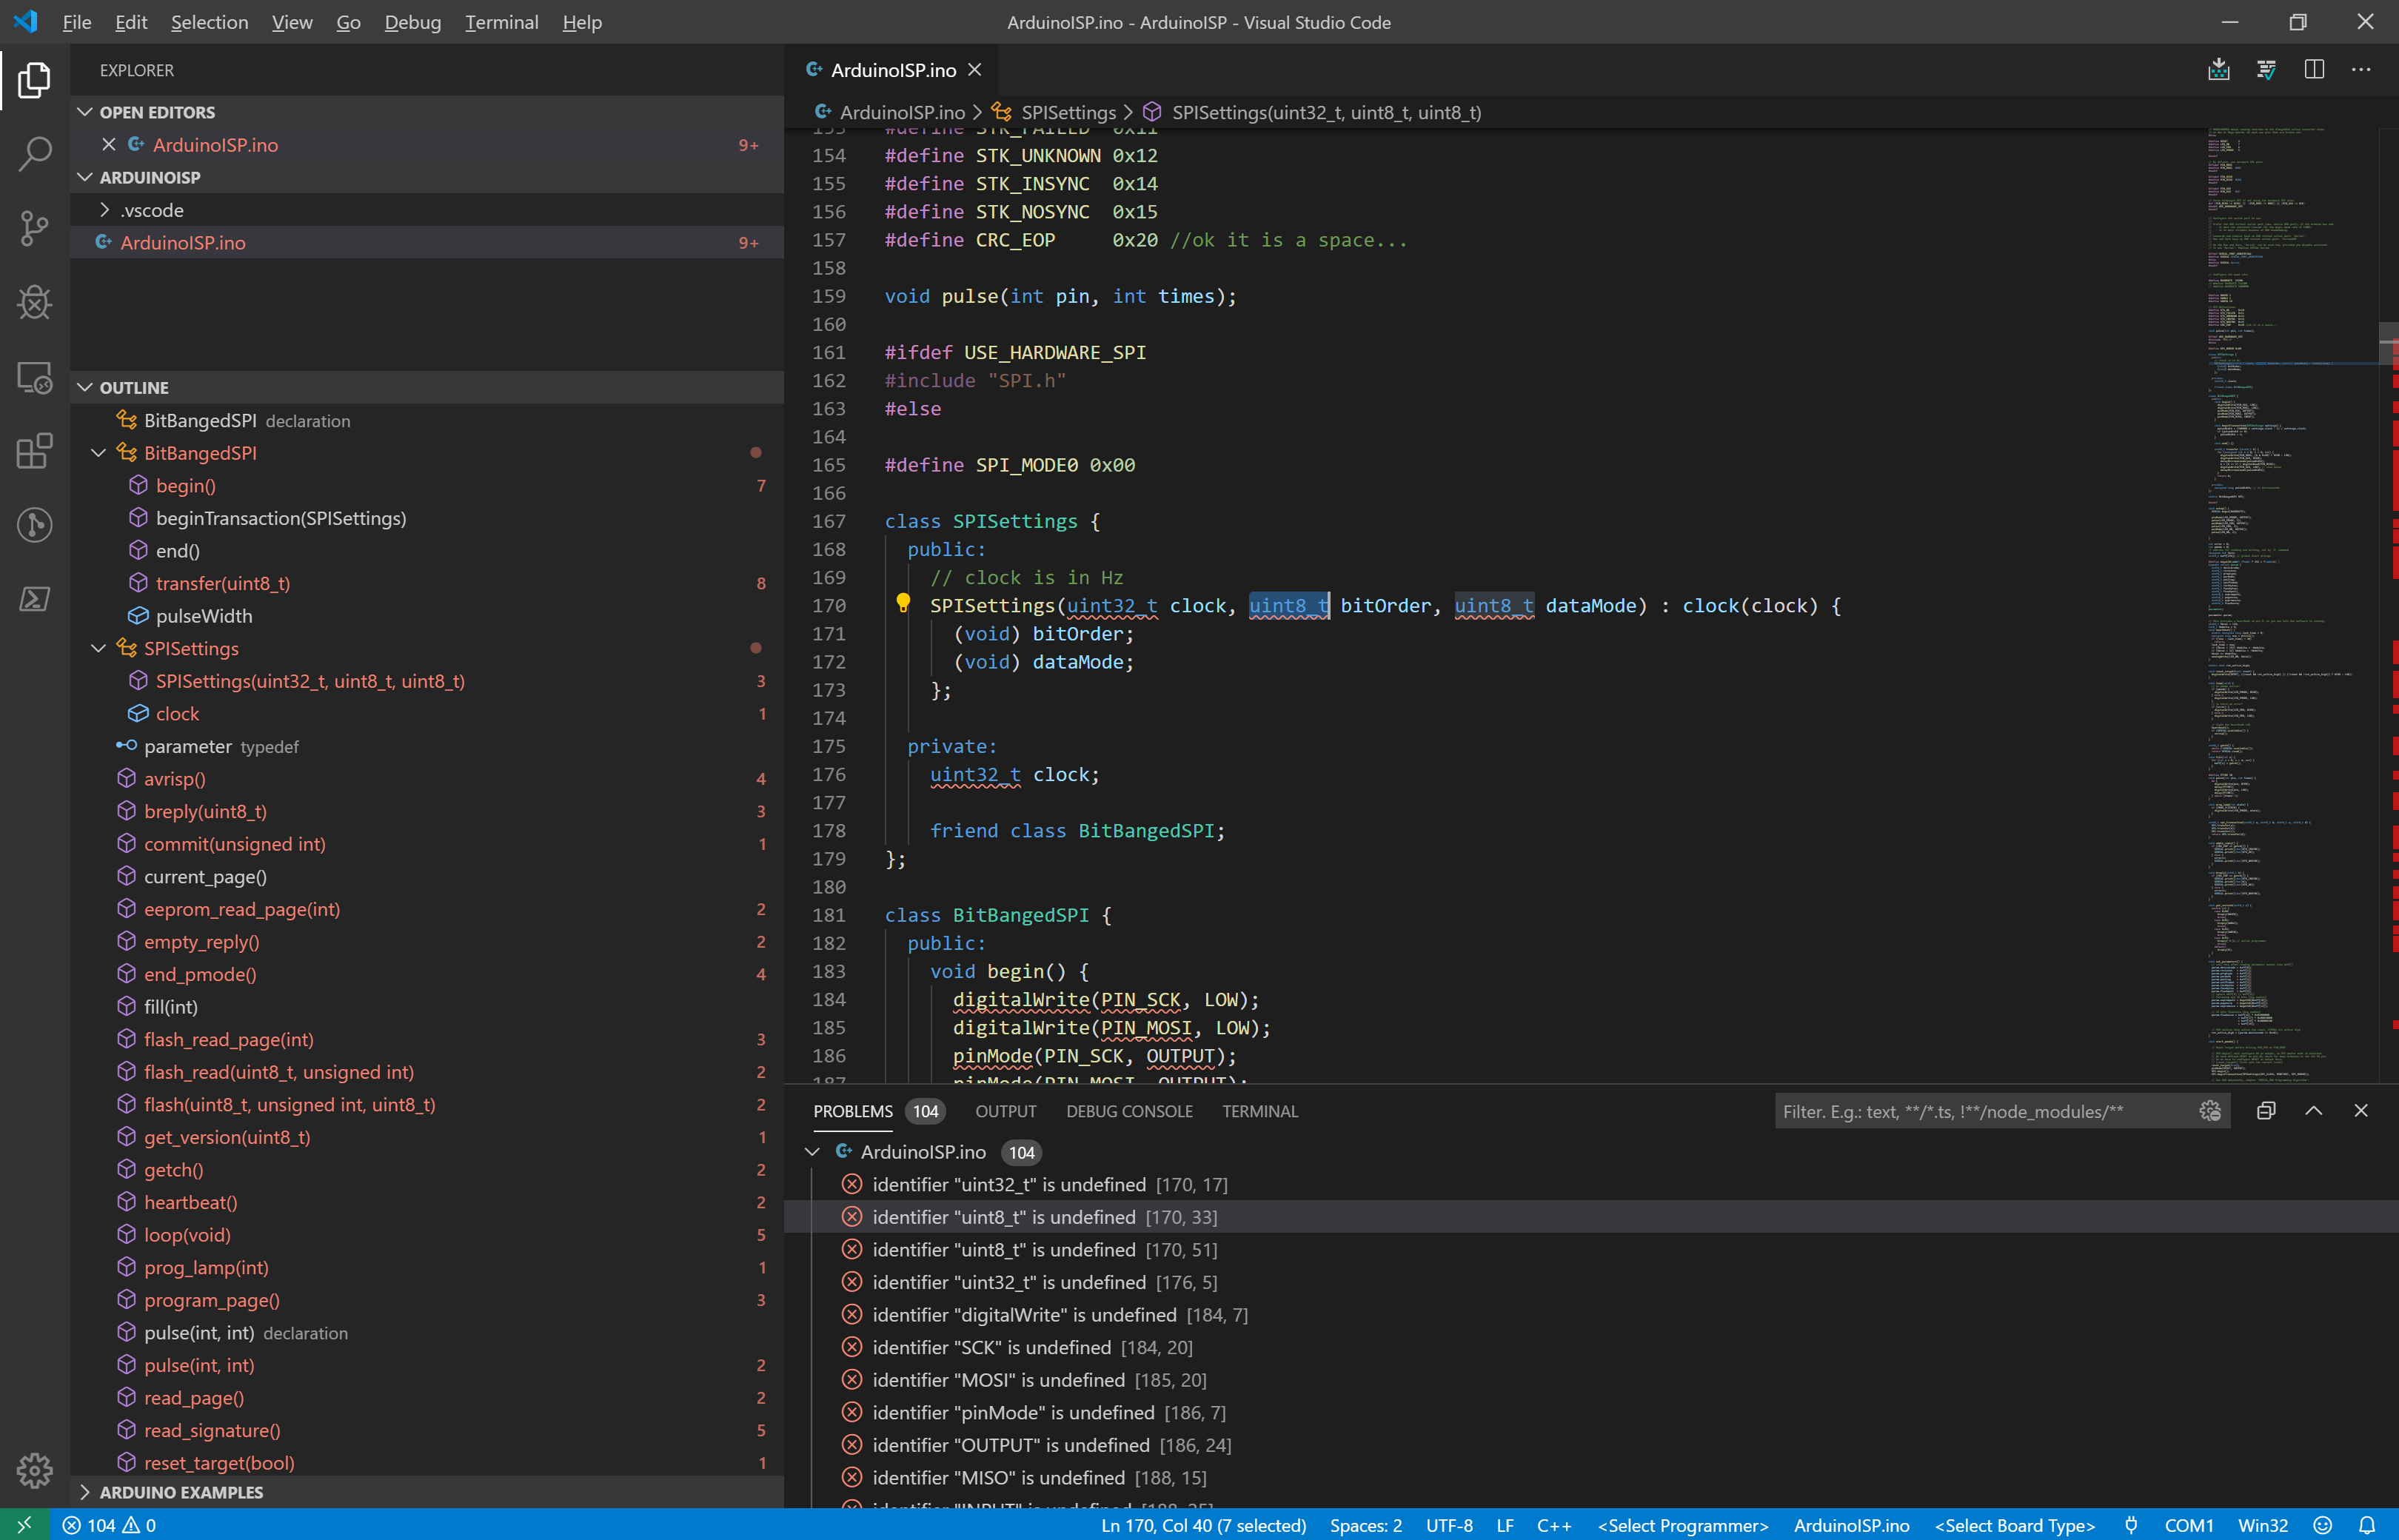 File Edit Selection View Go Debug Terminal Help
ArduinoISP.ino - ArduinoISP - Visual Studio Code
EXPLORER
OPEN EDITORS
ArduinoISP.ino 9+
ARDUINOISP
.vscode
ArduinoISP.ino 9+
OUTLINE
BitBangedSPI declaration
BitBangedSPI
begin() 7
beginTransaction(SPISettings)
end()
transfer(uint8_t) 8
pulseWidth
SPISettings
SPISettings(uint32_t, uint8_t, uint8_t) 3
clock 1
parameter typedef
avrisp() 4
breply(uint8_t) 3
commit(unsigned int) 1
current_page()
eeprom_read_page(int) 2
empty_reply() 2
end_pmode() 4
fill(int)
flash_read_page(int) 3
flash_read(uint8_t, unsigned int) 2
flash(uint8_t, unsigned int, uint8_t) 2
get_version(uint8_t) 1
getch() 2
heartbeat() 2
loop(void) 5
prog_lamp(int) 1
program_page() 3
pulse(int, int) declaration
pulse(int, int) 2
read_page() 2
read_signature() 5
reset_target(bool) 1
ARDUINO EXAMPLES
ArduinoISP.ino
ArduinoISP.ino > SPISettings > SPISettings(uint32_t, uint8_t, uint8_t)
153 #define STK_FAILED 0x11
154 #define STK_UNKNOWN 0x12
155 #define STK_INSYNC 0x14
156 #define STK_NOSYNC 0x15
157 #define CRC_EOP 0x20 //ok it is a space...
158
159 void pulse(int pin, int times);
160
161 #ifdef USE_HARDWARE_SPI
162 #include "SPI.h"
163 #else
164
165 #define SPI_MODE0 0x00
166
167 class SPISettings {
168 public:
169 // clock is in Hz
170 SPISettings(uint32_t clock, uint8_t bitOrder, uint8_t dataMode) : clock(clock) {
171 (void) bitOrder;
172 (void) dataMode;
173 };
174
175 private:
176 uint32_t clock;
177
178 friend class BitBangedSPI;
179 };
180
181 class BitBangedSPI {
182 public:
183 void begin() {
184 digitalWrite(PIN_SCK, LOW);
185 digitalWrite(PIN_MOSI, LOW);
186 pinMode(PIN_SCK, OUTPUT);
187 pinMode(PIN_MOSI, OUTPUT);
PROBLEMS 104 OUTPUT DEBUG CONSOLE TERMINAL
Filter. E.g.: text, **/*.ts, !**/node_modules/**
ArduinoISP.ino 104
identifier "uint32_t" is undefined [170, 17]
identifier "uint8_t" is undefined [170, 33]
identifier "uint8_t" is undefined [170, 51]
identifier "uint32_t" is undefined [176, 5]
identifier "digitalWrite" is undefined [184, 7]
identifier "SCK" is undefined [184, 20]
identifier "MOSI" is undefined [185, 20]
identifier "pinMode" is undefined [186, 7]
identifier "OUTPUT" is undefined [186, 24]
identifier "MISO" is undefined [188, 15]
identifier "INPUT" is undefined [188, 25]
104 0
Ln 170, Col 40 (7 selected) Spaces: 2 UTF-8 LF C++ <Select Programmer> ArduinoISP.ino <Select Board Type> COM1 Win32